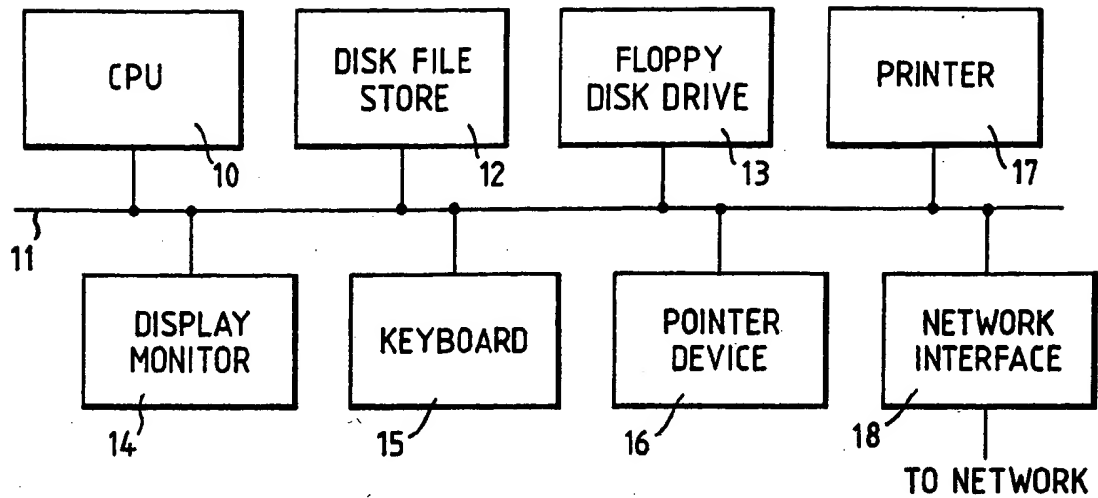 CPU
DISK FILE
STORE
FLOPPY
DISK DRIVE
PRINTER
10
12
13
17
11
DISPLAY
MONITOR
KEYBOARD
POINTER
DEVICE
NETWORK
INTERFACE
14
15
16
18
TO NETWORK